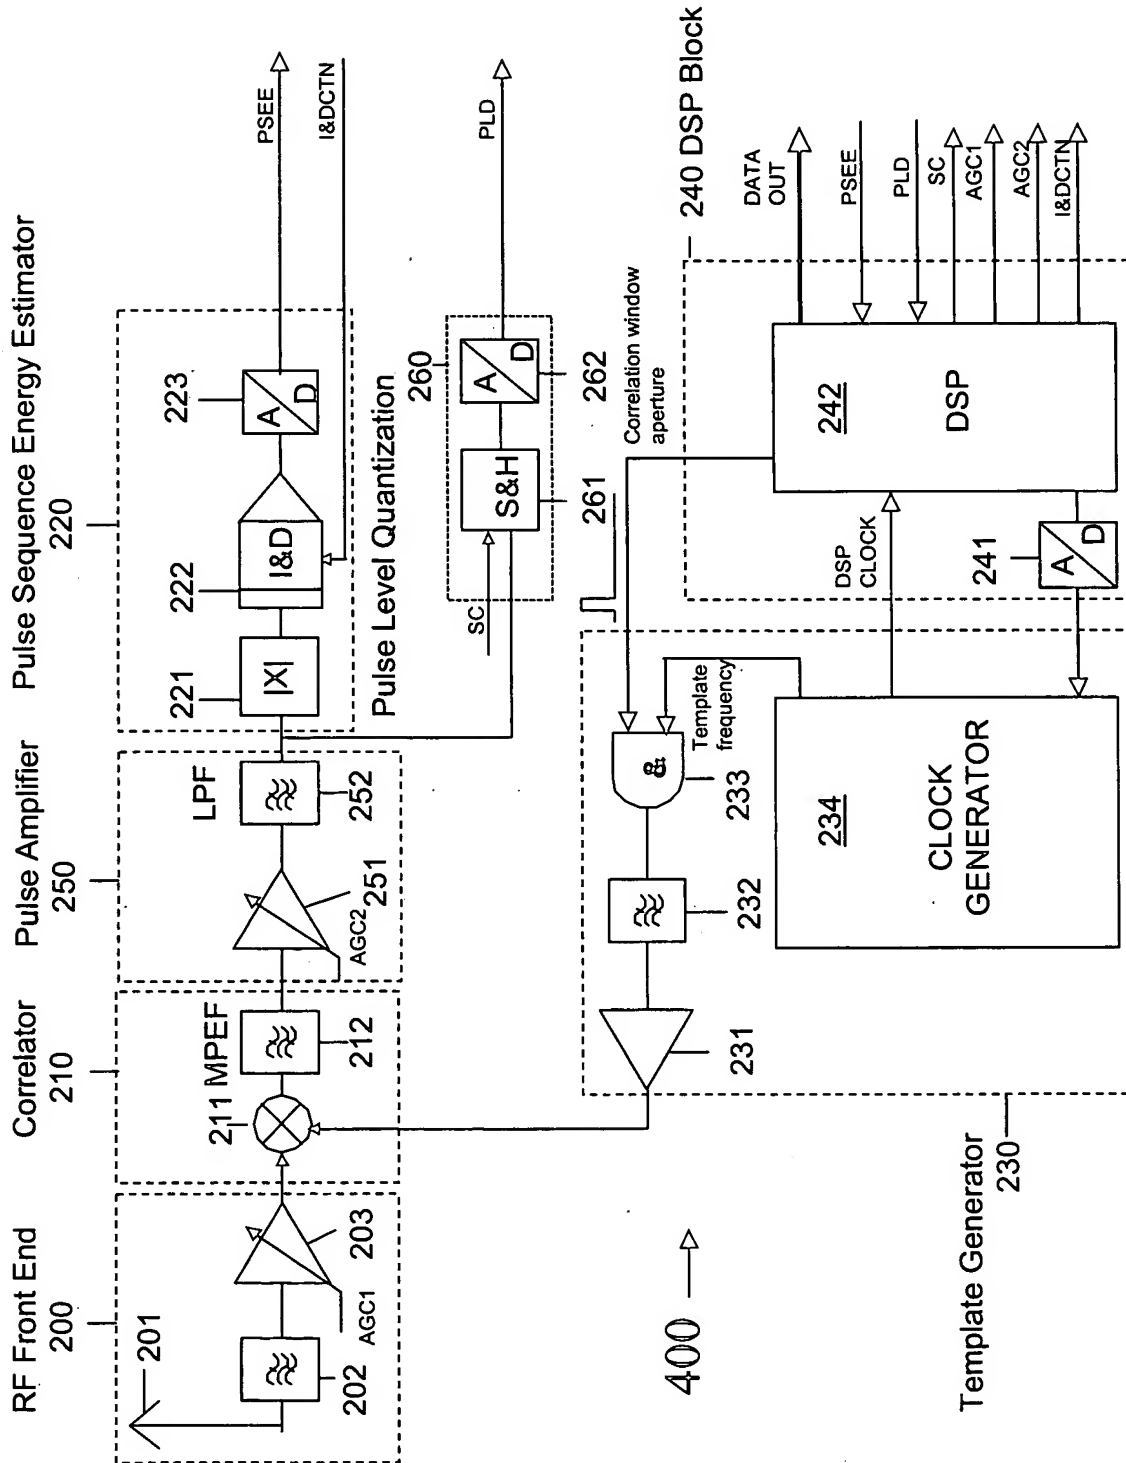 RF Front End
200
201
202
203
AGC1
Correlator
210
211
MPEF
212
Pulse Amplifier
250
LPF
252
251
AGC2
Pulse Sequence Energy Estimator
220
221
|X|
222
I&D
223
A
D
PSEE
I&DCTN
Pulse Level Quantization
260
SC
S&H
261
A
D
262
PLD
400
Template Generator
230
231
232
233
&
Template
frequency
Correlation window
aperture
234
CLOCK
GENERATOR
DSP
CLOCK
241
A
D
240 DSP Block
242
DSP
DATA
OUT
PSEE
PLD
SC
AGC1
AGC2
I&DCTN